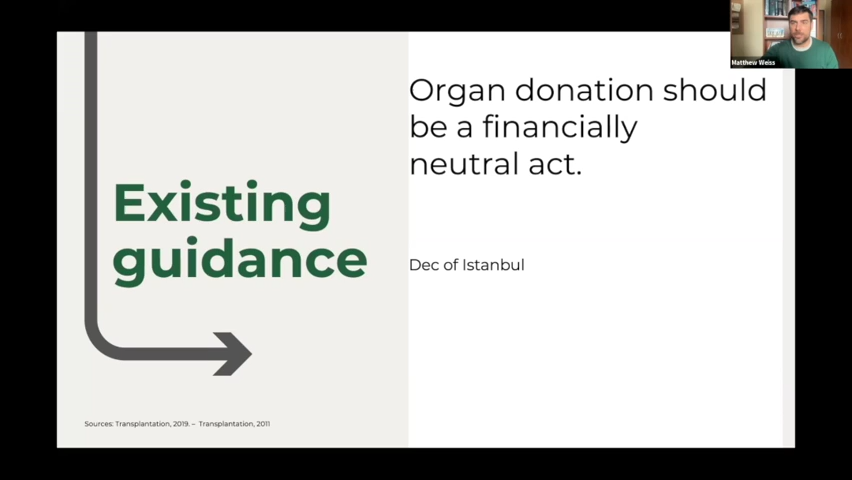 Matthew Weiss
Organ donation should
be a financially
neutral act.
Existing
guidance
Dec of Istanbul
Sources: Transplantation, 2019. – Transplantation, 2011